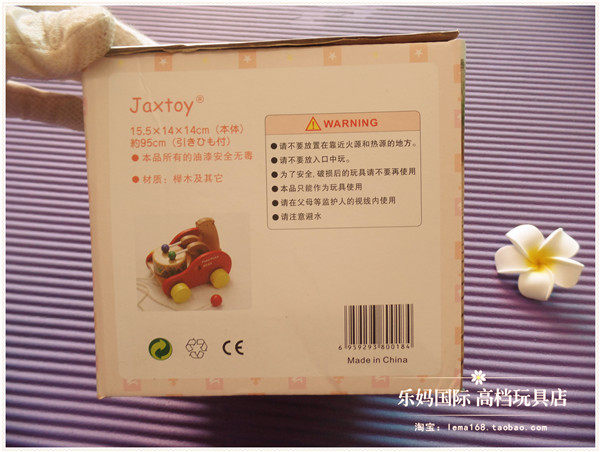 Jaxtoy®
15.5×14×14cm (本体)
約95cm (引きひも付)
●本品所有的油漆安全无毒
●材质：榉木及其它
WARNING
●请不要放置在靠近火源和热源的地方。
●请不要放入口中玩。
●为了安全,破损后的玩具请不要再使用
●本品只能作为玩具使用
●请在父母等监护人的视线内使用
●请注意避水
CE
6 959293 800184
Made in China
乐妈国际 高档玩具店
淘宝：lema168.taobao.com